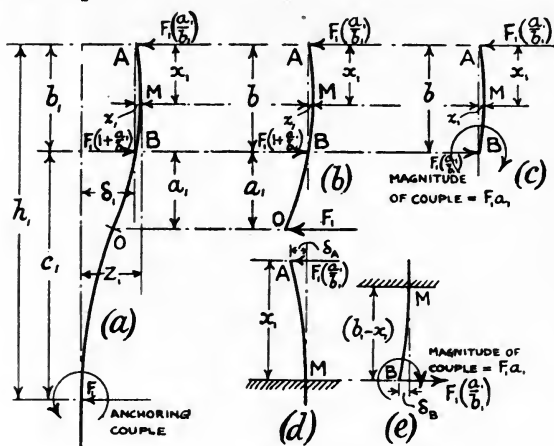 F₁(a₁/b₁)
A
x₁
M
z₁
b₁
F₁(1+a₁/b₁)
B
h₁
δ₁
a₁
c₁
O
Z₁
(a)
F₁
ANCHORING
COUPLE
F₁(a₁/b₁)
A
x₁
M
z₁
b
F₁(1+a₁/b₁)
B
(b)
a₁
O
F₁
F₁(a₁/b₁)
A
x₁
M
z₁
b
B
F₁(a₁/b₁)
(c)
MAGNITUDE
OF COUPLE = F₁a₁
δA
A
F₁(a₁/b₁)
x₁
M
(d)
M
(b₁-x₁)
MAGNITUDE OF
COUPLE = F₁a₁
B
F₁(a₁/b₁)
δB
(e)